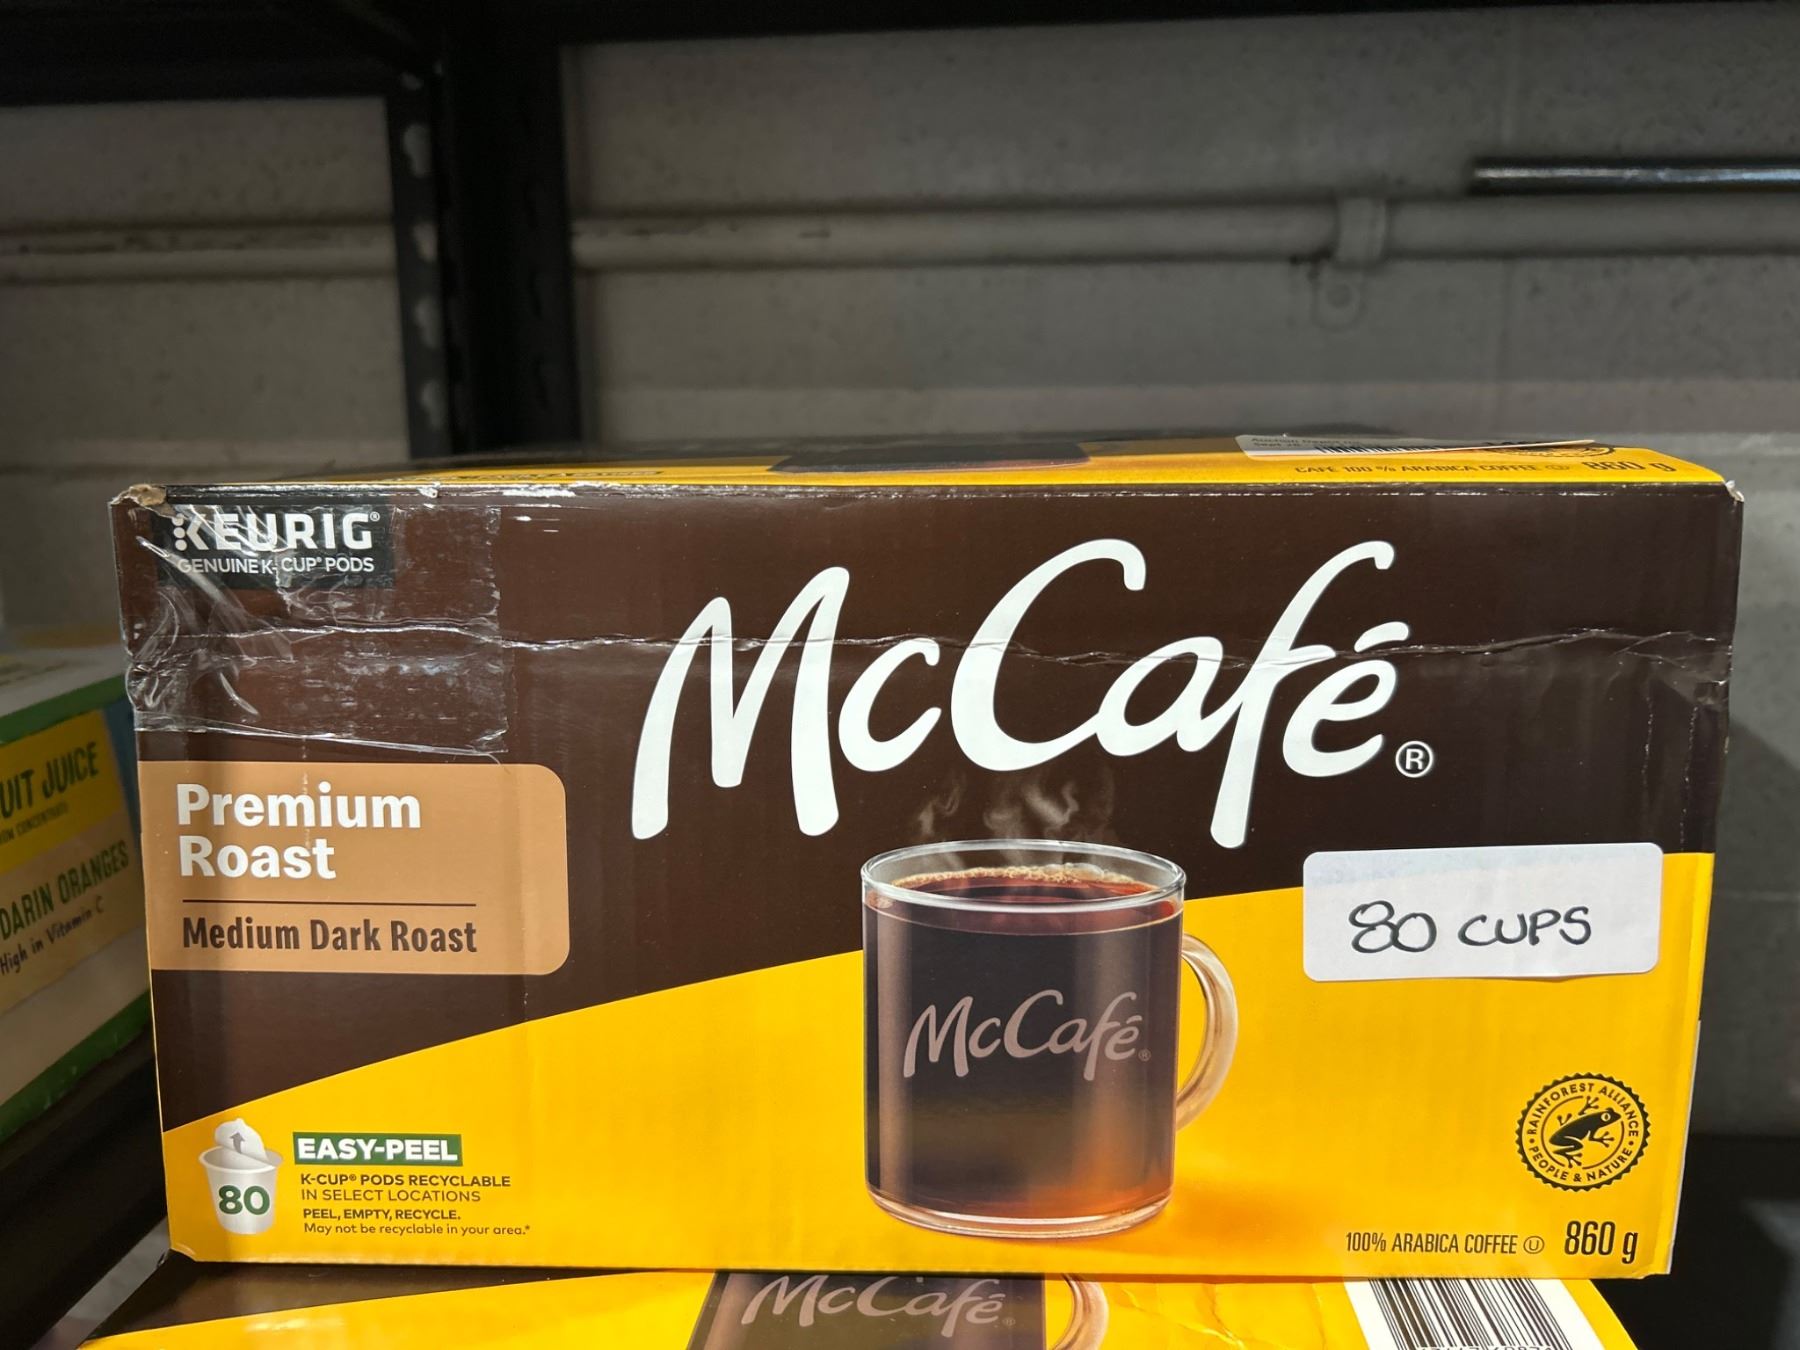 CAFÉ 100 % ARABICA COFFEE U 860 g
KEURIG®
GENUINE K-CUP® PODS
McCafé®
Premium
Roast
Medium Dark Roast
80 CUPS
McCafé®
UIT JUICE
DARIN ORANGES
High in Vitamin C
EASY-PEEL
80
K-CUP® PODS RECYCLABLE
IN SELECT LOCATIONS
PEEL, EMPTY, RECYCLE.
May not be recyclable in your area.*
RAINFOREST ALLIANCE
PEOPLE & NATURE
100% ARABICA COFFEE U 860 g
McCafé®